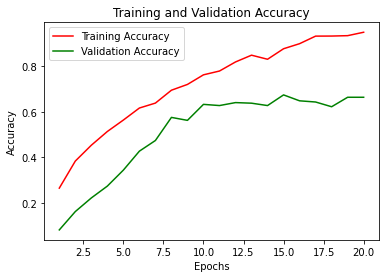 Training and Validation Accuracy
Training Accuracy
Validation Accuracy
Accuracy
0.8
0.6
0.4
0.2
2.5 5.0 7.5 10.0 12.5 15.0 17.5 20.0
Epochs